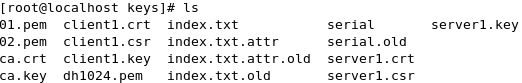 [root@localhost keys]# ls
01.pem client1.crt index.txt serial server1.key
02.pem client1.csr index.txt.attr serial.old
ca.crt client1.key index.txt.attr.old server1.crt
ca.key dh1024.pem index.txt.old server1.csr